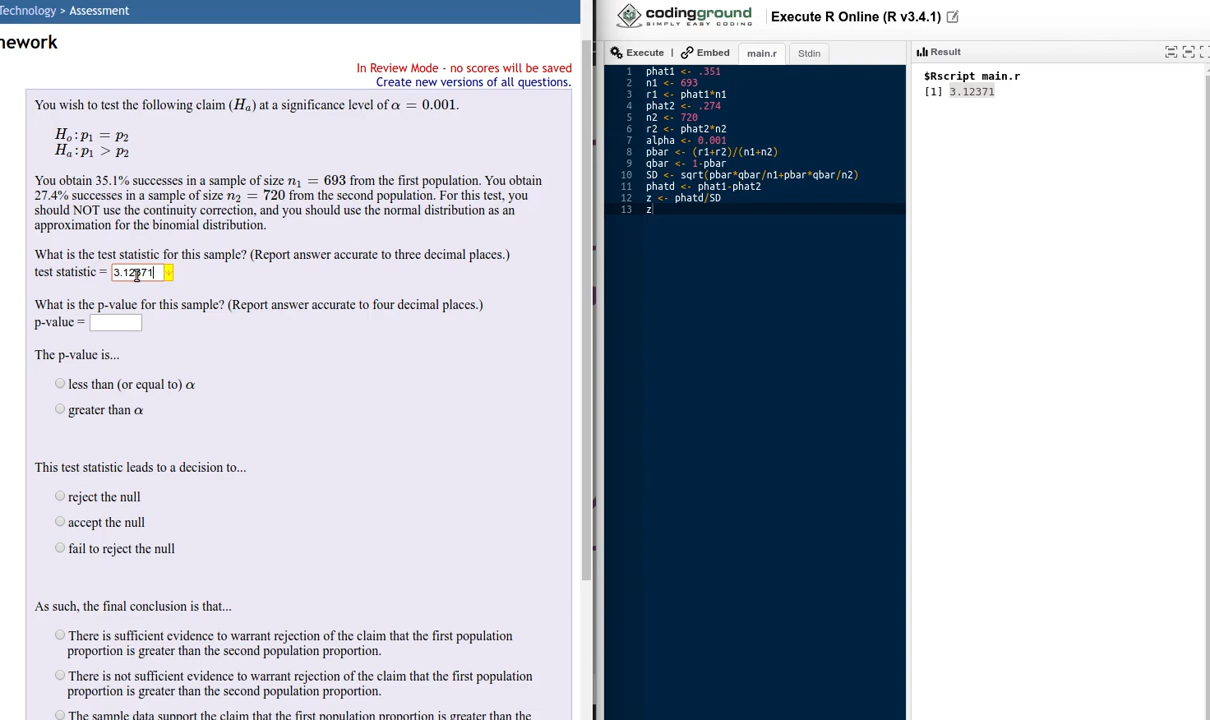 Technology > Assessment
mework
In Review Mode - no scores will be saved
Create new versions of all questions.
You wish to test the following claim (Ha) at a significance level of α = 0.001.
Ho: p1 = p2
Ha: p1 > p2
You obtain 35.1% successes in a sample of size n1 = 693 from the first population. You obtain
27.4% successes in a sample of size n2 = 720 from the second population. For this test, you
should NOT use the continuity correction, and you should use the normal distribution as an
approximation for the binomial distribution.
What is the test statistic for this sample? (Report answer accurate to three decimal places.)
test statistic = 3.12371
What is the p-value for this sample? (Report answer accurate to four decimal places.)
p-value =
The p-value is...
less than (or equal to) α
greater than α
This test statistic leads to a decision to...
reject the null
accept the null
fail to reject the null
As such, the final conclusion is that...
There is sufficient evidence to warrant rejection of the claim that the first population
proportion is greater than the second population proportion.
There is not sufficient evidence to warrant rejection of the claim that the first population
proportion is greater than the second population proportion.
The sample data support the claim that the first population proportion is greater than the
codingground
SIMPLY EASY CODING
Execute R Online (R v3.4.1)
Execute | Embed main.r Stdin
1 phat1 <- .351
2 n1 <- 693
3 r1 <- phat1*n1
4 phat2 <- .274
5 n2 <- 720
6 r2 <- phat2*n2
7 alpha <- 0.001
8 pbar <- (r1+r2)/(n1+n2)
9 qbar <- 1-pbar
10 SD <- sqrt(pbar*qbar/n1+pbar*qbar/n2)
11 phatd <- phat1-phat2
12 z <- phatd/SD
13 z
Result
$Rscript main.r
[1] 3.12371